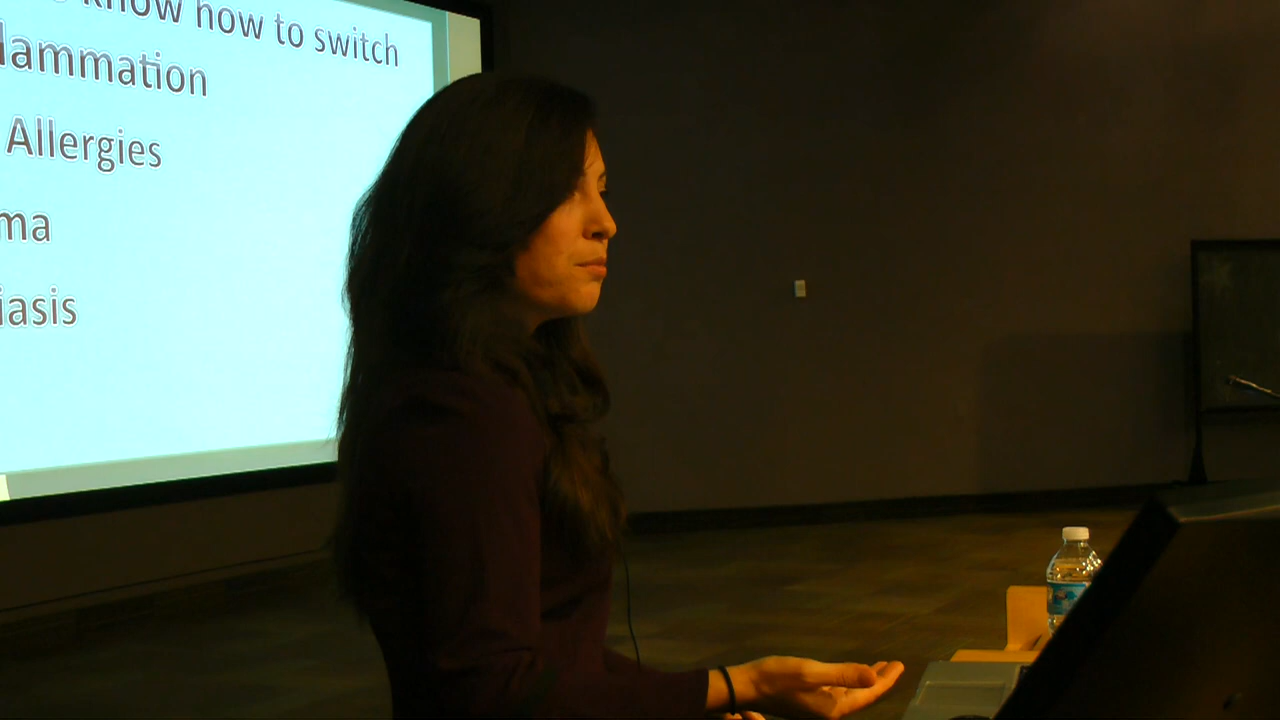 know how to switch
lammation
Allergies
ma
iasis